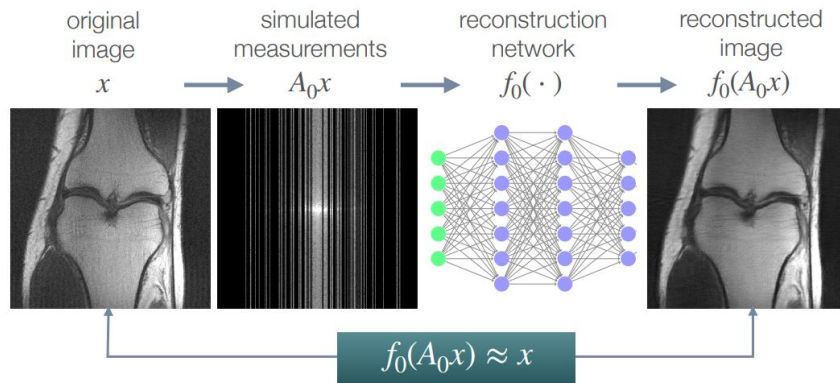 original image
x
simulated measurements
A₀x
reconstruction network
f₀( · )
reconstructed image
f₀(A₀x)
f₀(A₀x) ≈ x